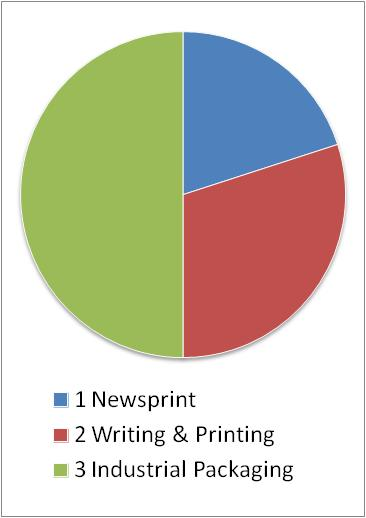 1 Newsprint
2 Writing & Printing
3 Industrial Packaging